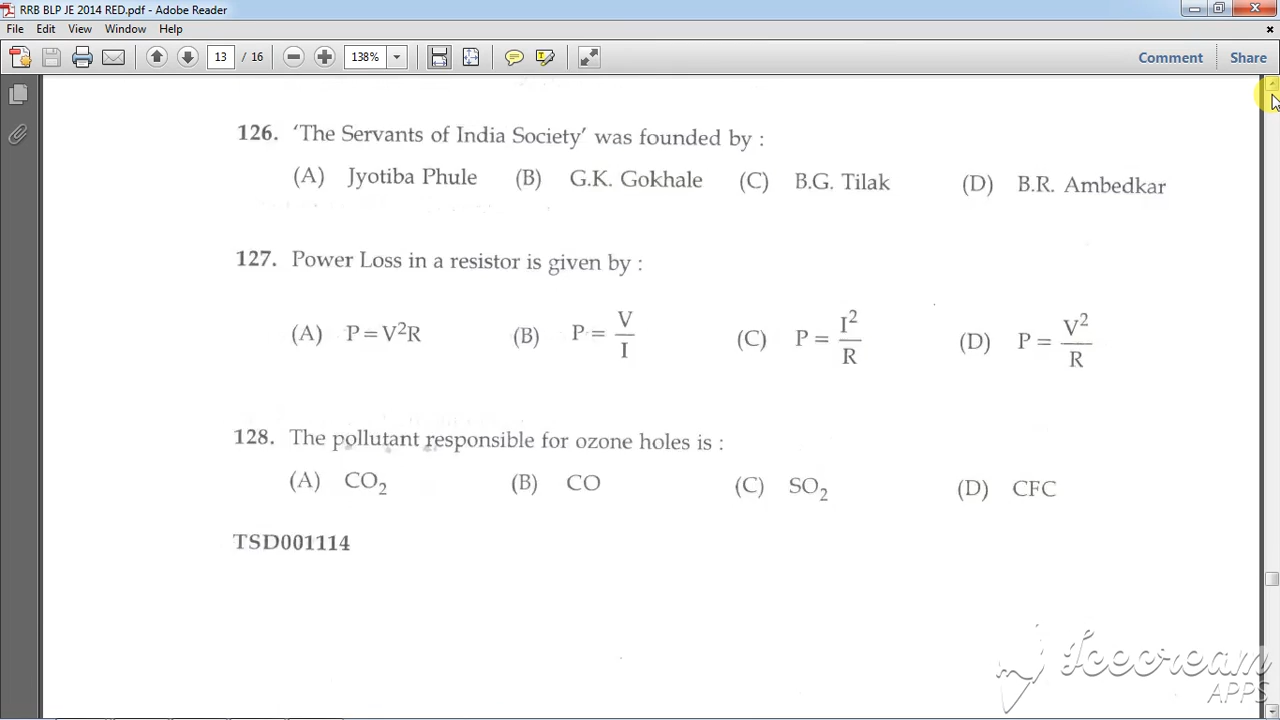 RRB BLP JE 2014 RED.pdf - Adobe Reader
File Edit View Window Help
13 / 16 138% Comment Share
126. 'The Servants of India Society' was founded by :
(A) Jyotiba Phule (B) G.K. Gokhale (C) B.G. Tilak (D) B.R. Ambedkar
127. Power Loss in a resistor is given by :
(A) P=V²R (B) P = V/I (C) P = I²/R (D) P = V²/R
128. The pollutant responsible for ozone holes is :
(A) CO₂ (B) CO (C) SO₂ (D) CFC
TSD001114
Icecream
APPS